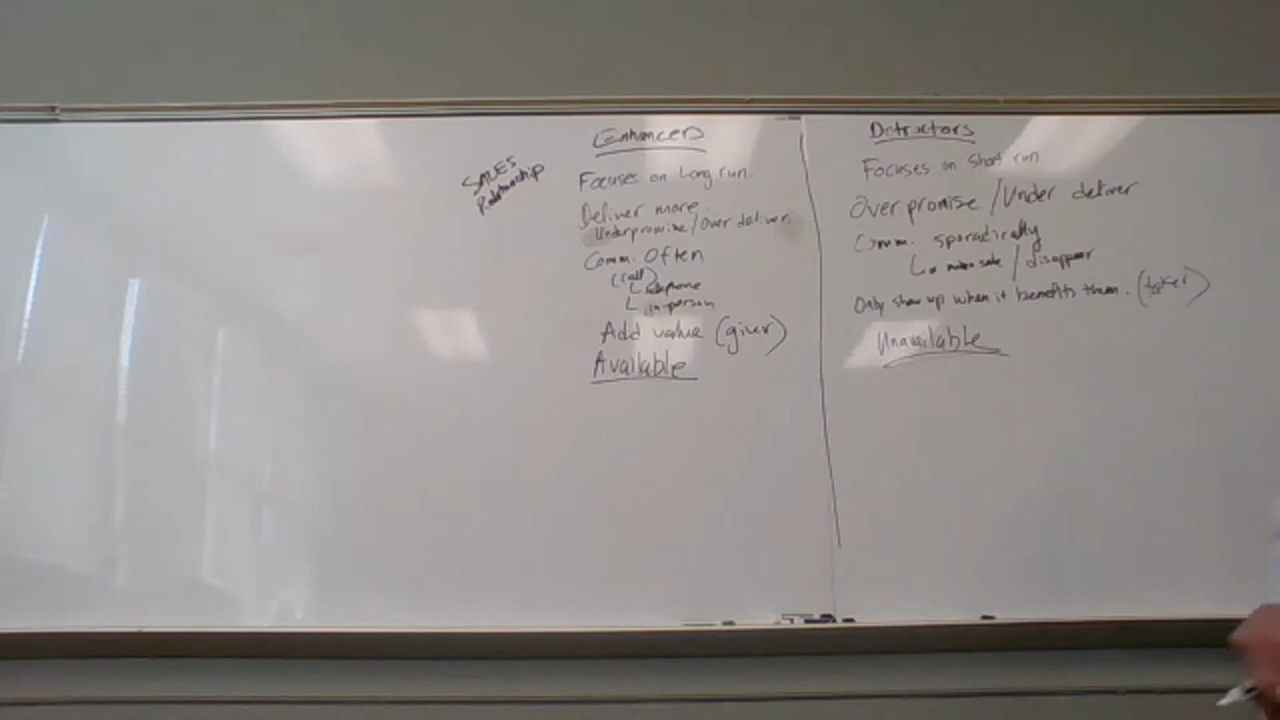 SALES
Relationship
Enhancers
Focuses on Long run.
Deliver more.
Underpromise/Over deliver.
Comm. Often
(call)
telephone
in-person
Add value (giver)
Available
Detractors
Focuses on Short run
Over promise / Under deliver
Comm. sporadically
make sale / disappear
Only show up when it benefits them. (taker)
Unavailable